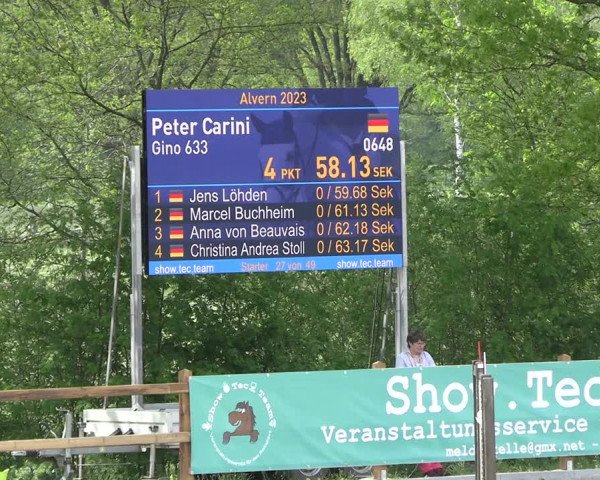 Alvern 2023
Peter Carini
Gino 633 0648
4 PKT 58.13 SEK
1 Jens Löhden 0 / 59.68 Sek
2 Marcel Buchheim 0 / 61.13 Sek
3 Anna von Beauvais 0 / 62.18 Sek
4 Christina Andrea Stoll 0 / 63.17 Sek
show.tec.team Starter 27 von 49 show.tec.team
Show Tec Team
Show.Tec
Veranstaltungsservice
@gmx.net